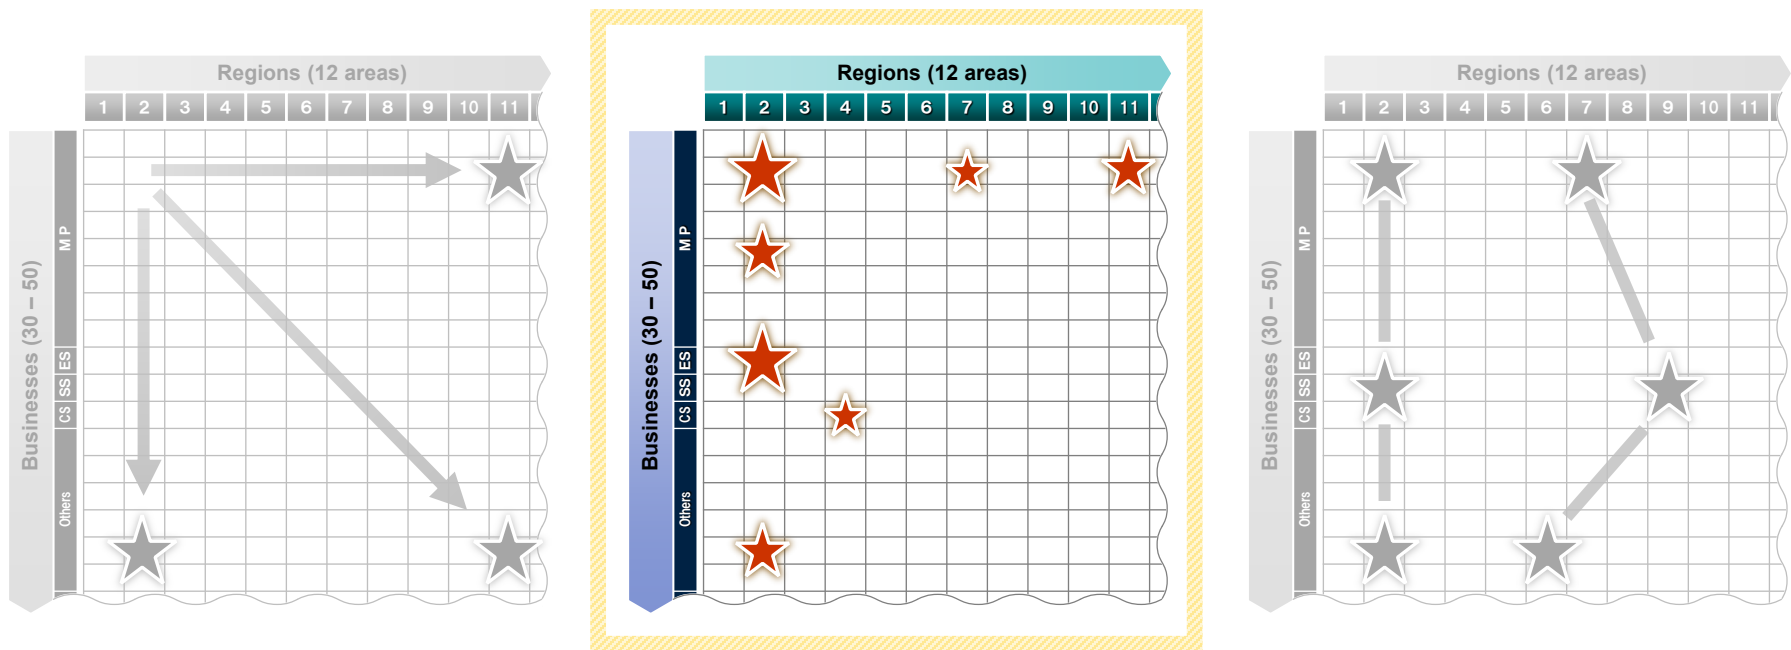 Regions (12 areas)
1 2 3 4 5 6 7 8 9 10 11
Businesses (30 – 50)
M P
ES
SS
CS
Others
Regions (12 areas)
1 2 3 4 5 6 7 8 9 10 11
Businesses (30 – 50)
M P
ES
SS
CS
Others
Regions (12 areas)
1 2 3 4 5 6 7 8 9 10 11
Businesses (30 – 50)
M P
ES
SS
CS
Others